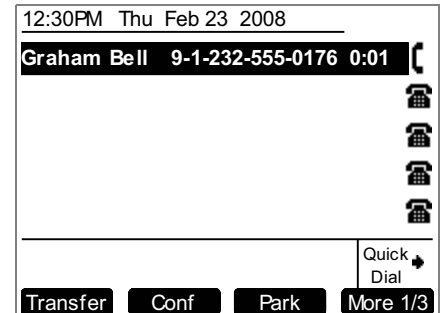 12:30PM Thu Feb 23 2008
Graham Bell 9-1-232-555-0176 0:01
Quick
Dial
Transfer Conf Park More 1/3